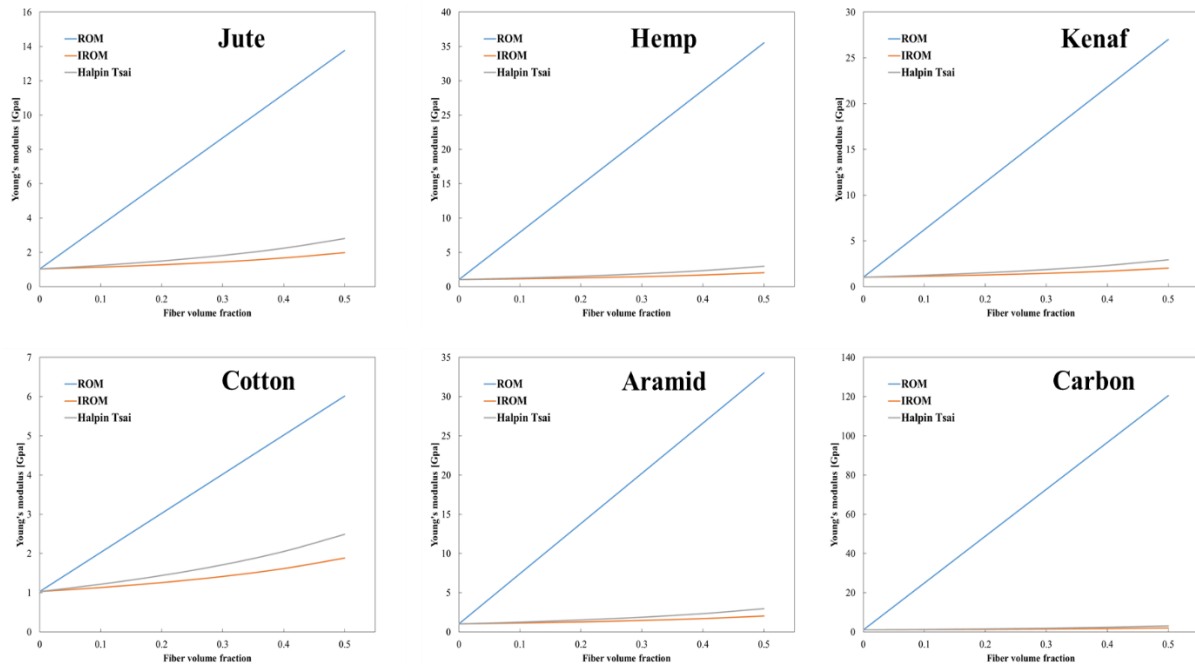 Jute
ROM
IROM
Halpin Tsai
Young's modulus [Gpa]
16
14
12
10
8
6
4
2
0
0 0.1 0.2 0.3 0.4 0.5
Fiber volume fraction
Hemp
ROM
IROM
Halpin Tsai
Young's modulus [Gpa]
40
35
30
25
20
15
10
5
0
0 0.1 0.2 0.3 0.4 0.5
Fiber volume fraction
Kenaf
ROM
IROM
Halpin Tsai
Young's modulus [Gpa]
30
25
20
15
10
5
0
0 0.1 0.2 0.3 0.4 0.5
Fiber volume fraction
Cotton
ROM
IROM
Halpin Tsai
Young's modulus [Gpa]
7
6
5
4
3
2
1
0
0 0.1 0.2 0.3 0.4 0.5
Fiber volume fraction
Aramid
ROM
IROM
Halpin Tsai
Young's modulus [Gpa]
35
30
25
20
15
10
5
0
0 0.1 0.2 0.3 0.4 0.5
Fiber volume fraction
Carbon
ROM
IROM
Halpin Tsai
Young's modulus [Gpa]
140
120
100
80
60
40
20
0
0 0.1 0.2 0.3 0.4 0.5
Fiber volume fraction